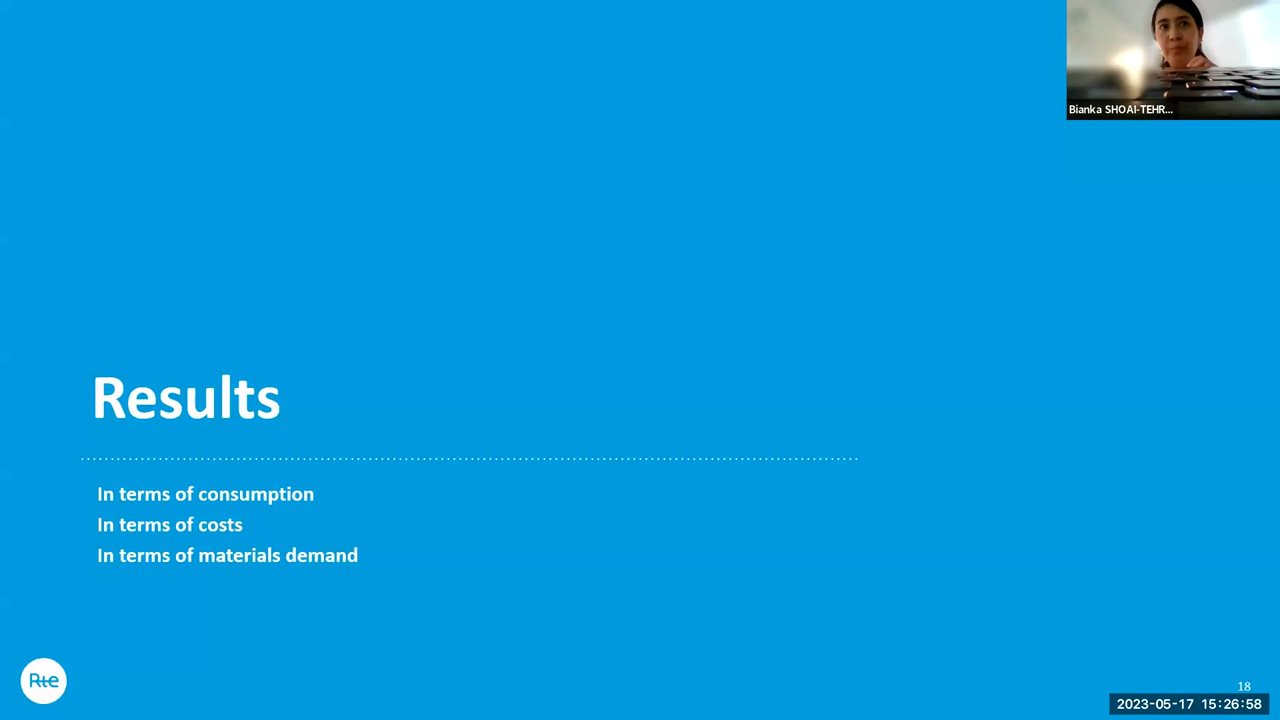 Bianka SHOAI-TEHR...
Results
In terms of consumption
In terms of costs
In terms of materials demand
Rte
18
2023-05-17 15:26:58